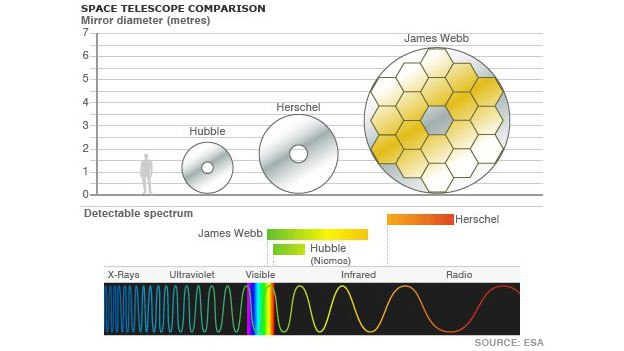 SPACE TELESCOPE COMPARISON
Mirror diameter (metres)
7
6
5
4
3
2
1
0
James Webb
Herschel
Hubble
Detectable spectrum
Herschel
James Webb
Hubble
(Nicmos)
X-Rays Ultraviolet Visible Infrared Radio
SOURCE: ESA